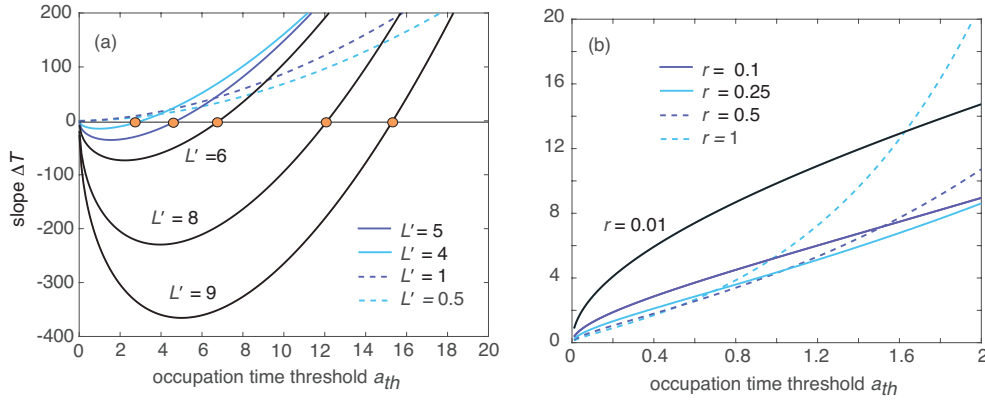 (a)
200
100
0
-100
-200
-300
-400
slope ΔT
L′ =6
L′ = 8
L′ = 9
L′ = 5
L′ = 4
L′ = 1
L′ = 0.5
0 2 4 6 8 10 12 14 16 18 20
occupation time threshold a_th
(b)
20
16
12
8
4
0
r = 0.1
r = 0.25
r = 0.5
r = 1
r = 0.01
0 0.4 0.8 1.2 1.6 2
occupation time threshold a_th